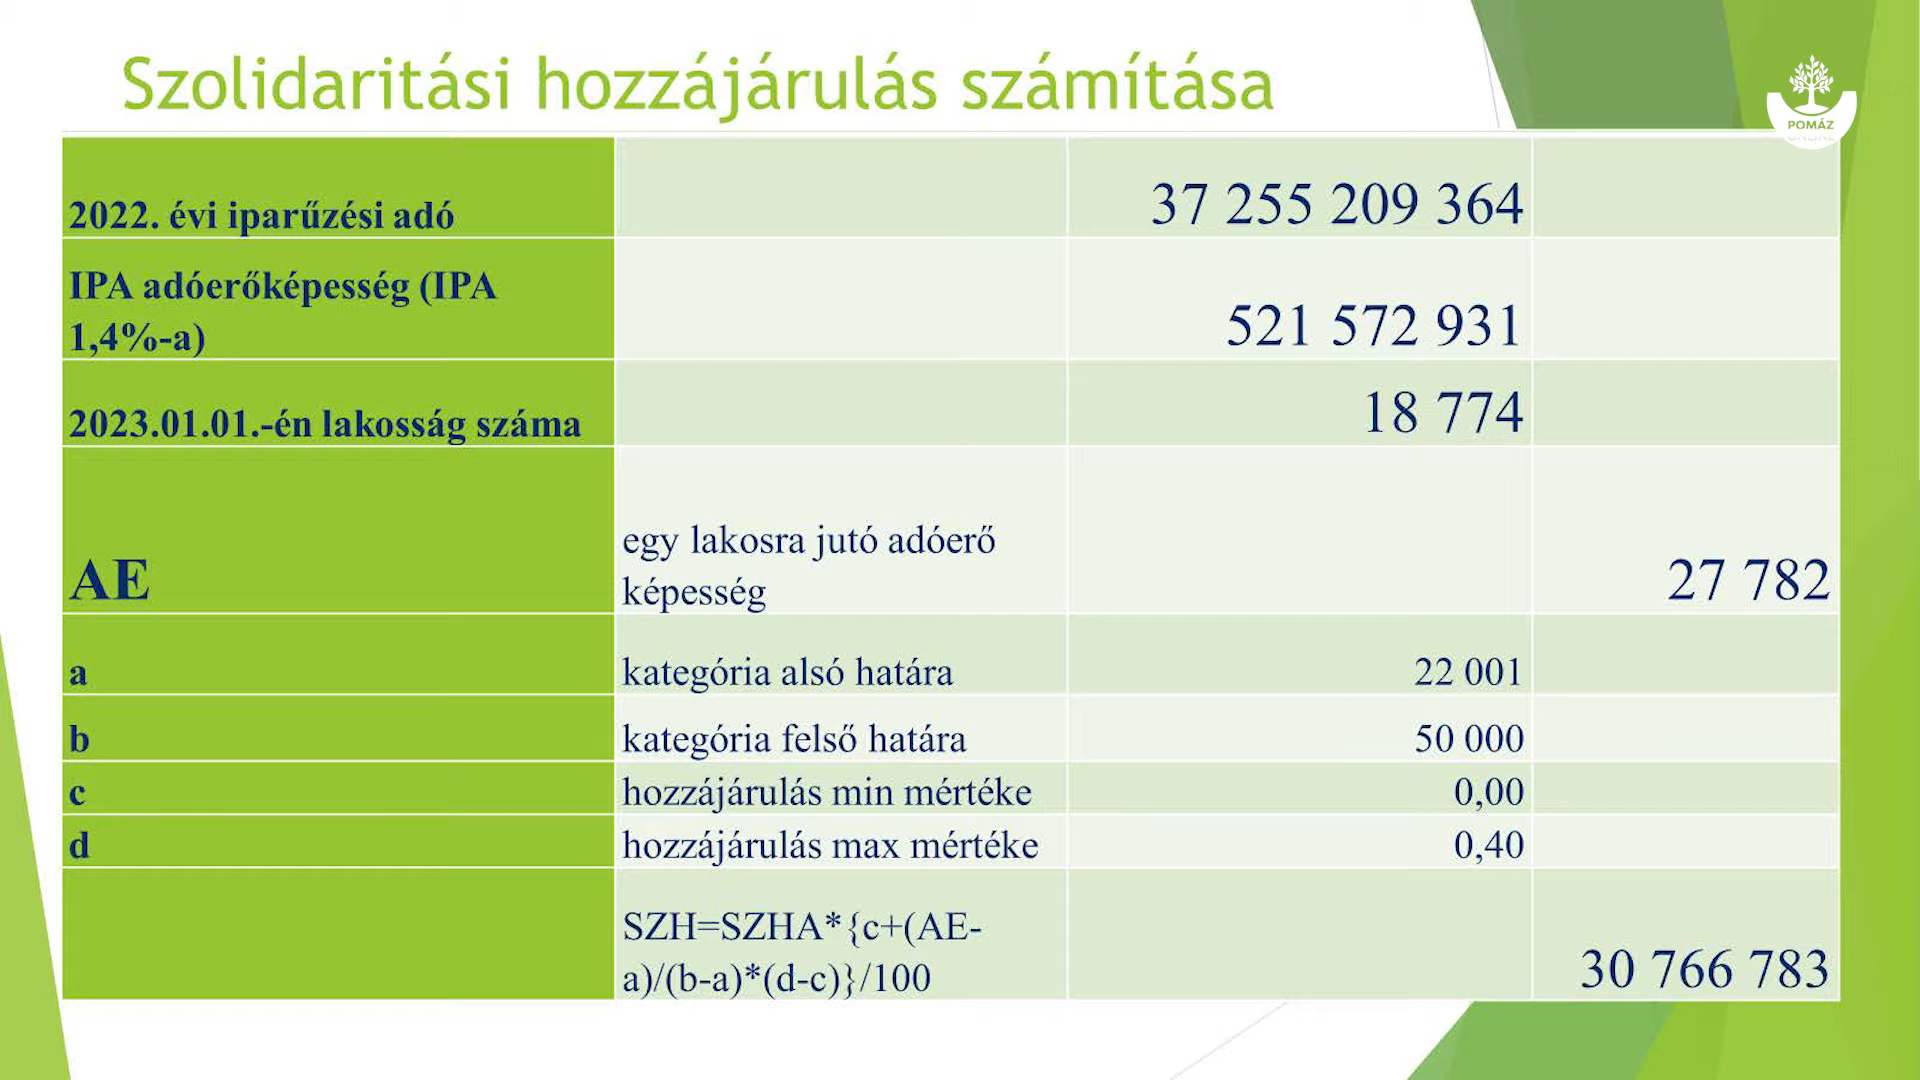 Szolidaritási hozzájárulás számítása
POMÁZ
2022. évi iparűzési adó
37 255 209 364
IPA adóerőképesség (IPA
1,4%-a)
521 572 931
2023.01.01.-én lakosság száma
18 774
AE
egy lakosra jutó adóerő
képesség
27 782
a
kategória alsó határa
22 001
b
kategória felső határa
50 000
c
hozzájárulás min mértéke
0,00
d
hozzájárulás max mértéke
0,40
SZH=SZHA*{c+(AE-
a)/(b-a)*(d-c)}/100
30 766 783